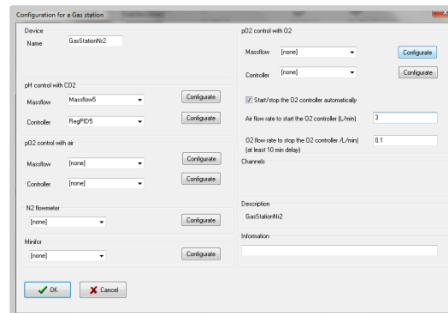 Configuration for a Gas station
Device
Name
GasStationNr2
pH control with CO2
Massflow
Massflow5
Configurate
Controller
RegPID5
Configurate
pO2 control with air
Massflow
[none]
Configurate
Controller
[none]
Configurate
N2 flowmeter
[none]
Configurate
Minifor
[none]
Configurate
OK
Cancel
pO2 control with O2
Massflow
[none]
Configurate
Controller
[none]
Configurate
Start/stop the O2 controller automatically
Air flow rate to start the O2 controller [L/min]
3
O2 flow rate to stop the O2 controller /L/min]
0.1
(at least 10 min delay)
Channels
Description
GasStationNr2
Information